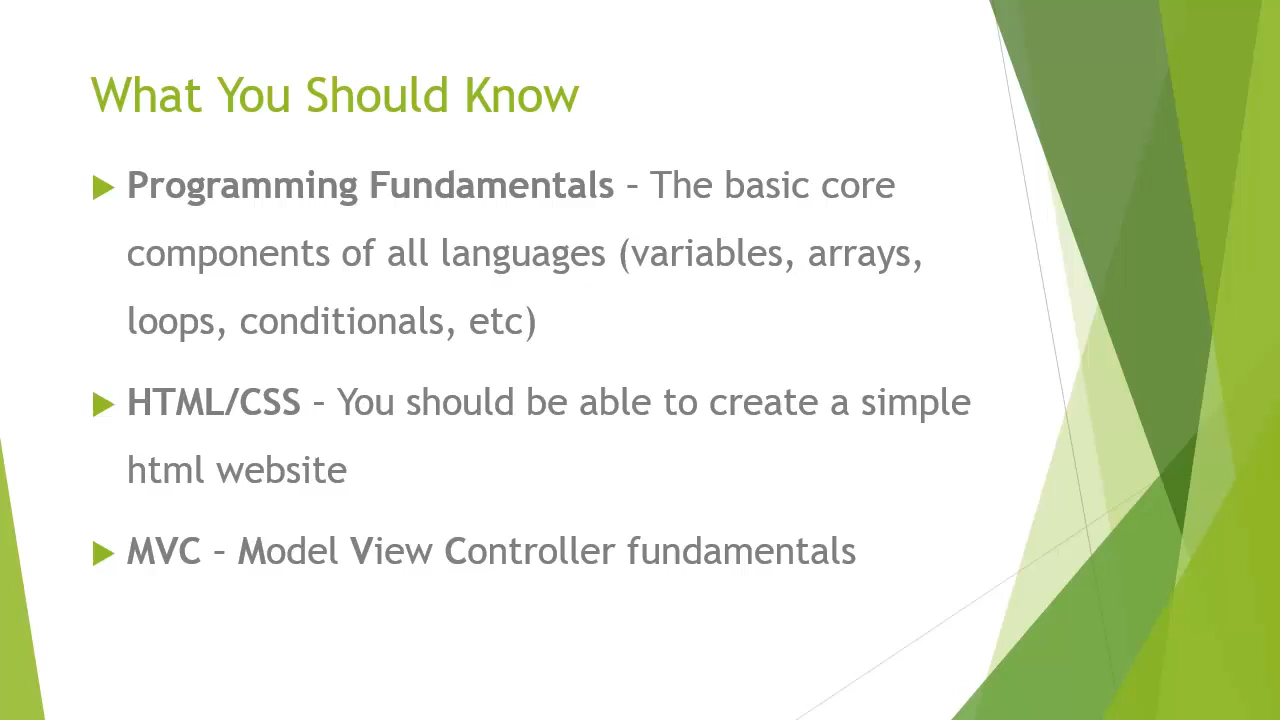 What You Should Know
Programming Fundamentals – The basic core
components of all languages (variables, arrays,
loops, conditionals, etc)
HTML/CSS – You should be able to create a simple
html website
MVC – Model View Controller fundamentals